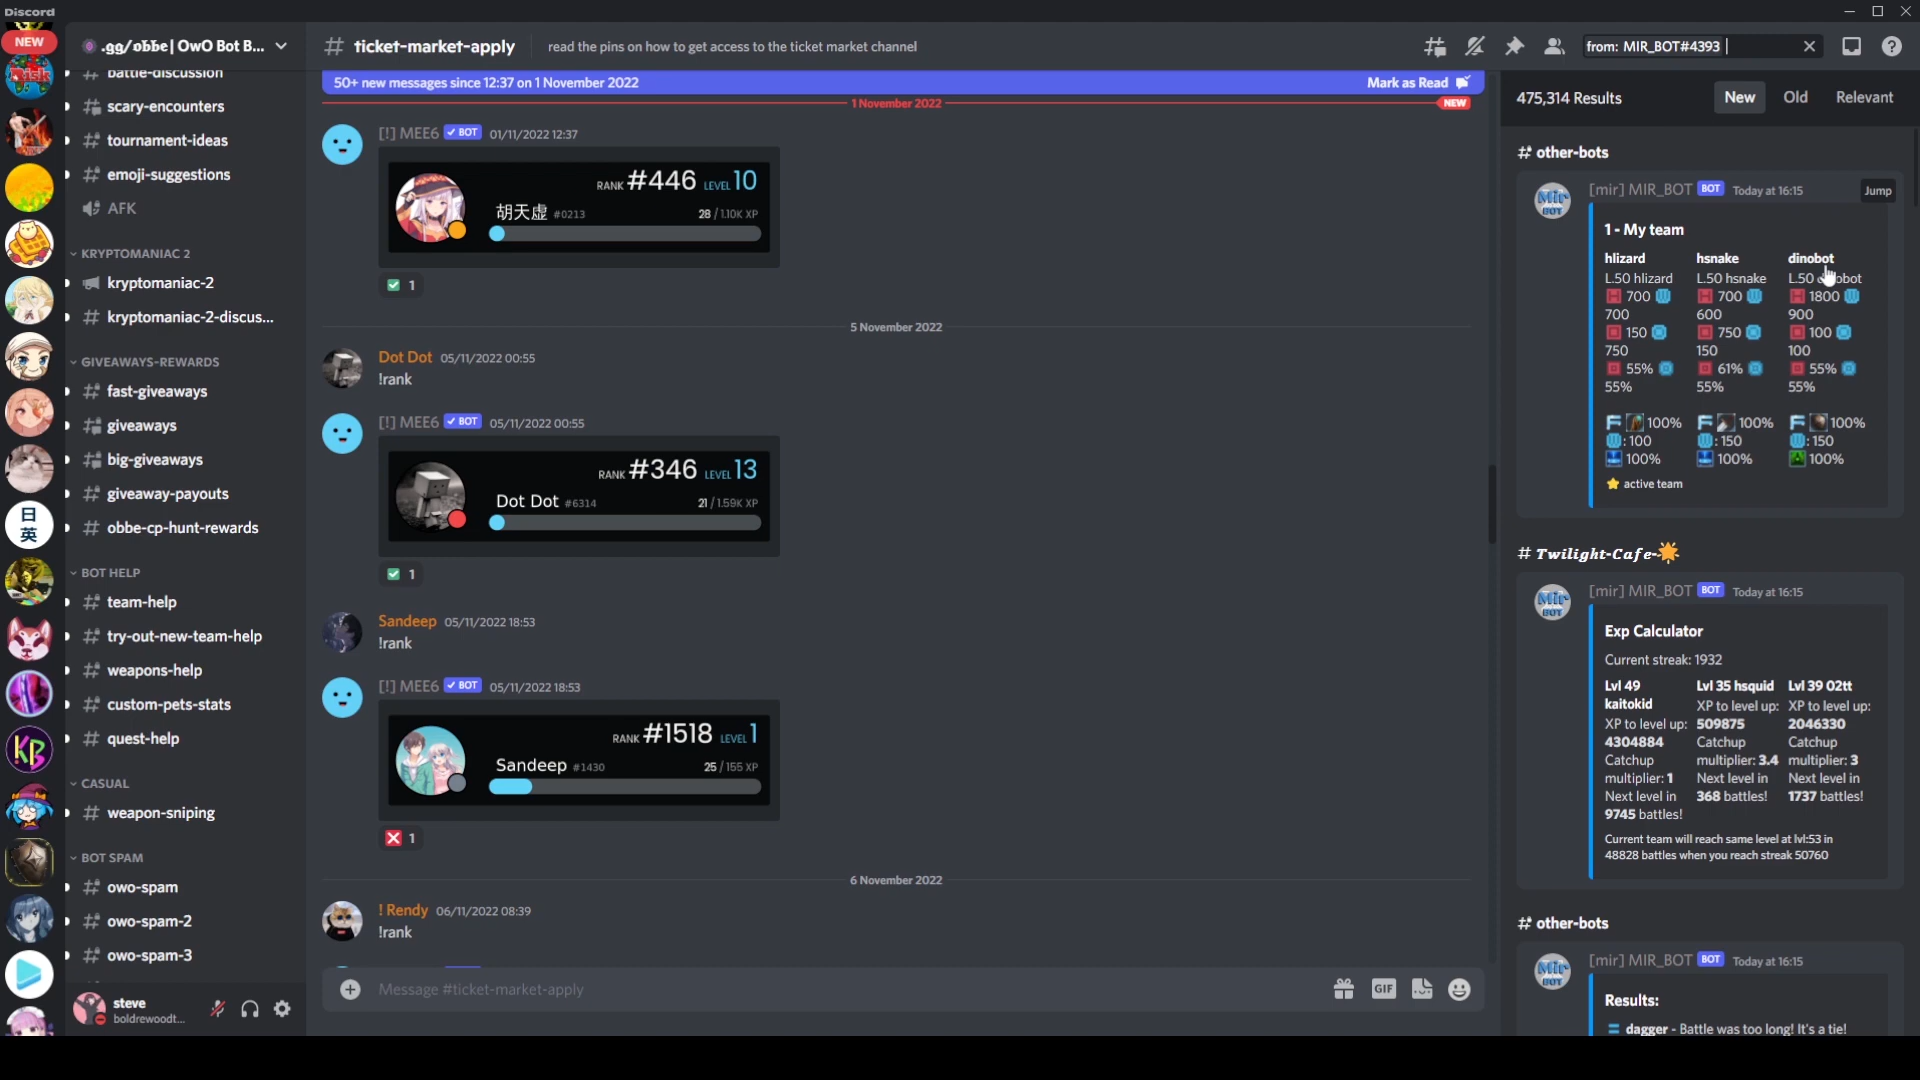 Discord
NEW
.gg/obbe | OwO Bot B...
battle-discussion
scary-encounters
tournament-ideas
emoji-suggestions
AFK
KRYPTOMANIAC 2
kryptomaniac-2
kryptomaniac-2-discus...
GIVEAWAYS-REWARDS
fast-giveaways
giveaways
big-giveaways
giveaway-payouts
日
英
obbe-cp-hunt-rewards
BOT HELP
team-help
try-out-new-team-help
weapons-help
custom-pets-stats
KB
quest-help
CASUAL
weapon-sniping
BOT SPAM
owo-spam
owo-spam-2
owo-spam-3
steve
boldrewoodt...
# ticket-market-apply
read the pins on how to get access to the ticket market channel
50+ new messages since 12:37 on 1 November 2022
Mark as Read
1 November 2022
NEW
[!] MEE6 ✓ BOT 01/11/2022 12:37
RANK #446 LEVEL 10
胡天虚 #0213
28 / 1.10K XP
1
5 November 2022
Dot Dot 05/11/2022 00:55
!rank
[!] MEE6 ✓ BOT 05/11/2022 00:55
RANK #346 LEVEL 13
Dot Dot #6314
21 / 1.59K XP
1
Sandeep 05/11/2022 18:53
!rank
[!] MEE6 ✓ BOT 05/11/2022 18:53
RANK #1518 LEVEL 1
Sandeep #1430
25 / 155 XP
1
6 November 2022
! Rendy 06/11/2022 08:39
!rank
Message #ticket-market-apply
GIF
from: MIR_BOT#4393
475,314 Results
New Old Relevant
other-bots
[mir] MIR_BOT BOT Today at 16:15
Jump
1 - My team
hlizard hsnake dinobot
L.50 hlizard L.50 hsnake
H 700 H 700 H 1800
700 600 900
150 750 100
750 150 100
55% 61% 55%
55% 55% 55%
F 100% F 100% F 100%
:100 :150 :150
100% 100% 100%
active team
# Twilight-Cafe-
[mir] MIR_BOT BOT Today at 16:15
Exp Calculator
Current streak: 1932
Lvl 49 kaitokid
XP to level up:
4304884
Catchup
multiplier: 1
Next level in
9745 battles!
Lvl 35 hsquid
XP to level up:
509875
Catchup
multiplier: 3.4
Next level in
368 battles!
Lvl 39 02tt
XP to level up:
2046330
Catchup
multiplier: 3
Next level in
1737 battles!
Current team will reach same level at lvl:53 in
48828 battles when you reach streak 50760
other-bots
[mir] MIR_BOT BOT Today at 16:15
Results:
dagger - Battle was too long! It's a tie!